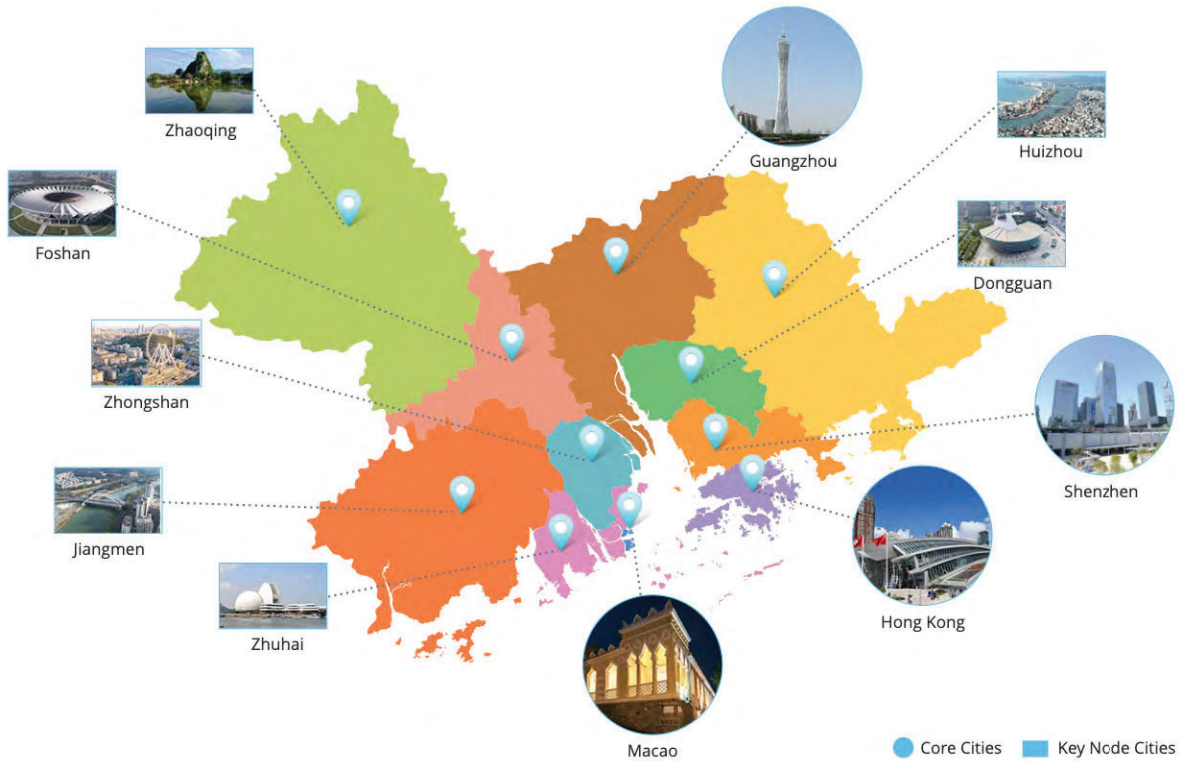 Zhaoqing
Guangzhou
Huizhou
Foshan
Dongguan
Zhongshan
Shenzhen
Jiangmen
Zhuhai
Hong Kong
Macao
Core Cities
Key Node Cities